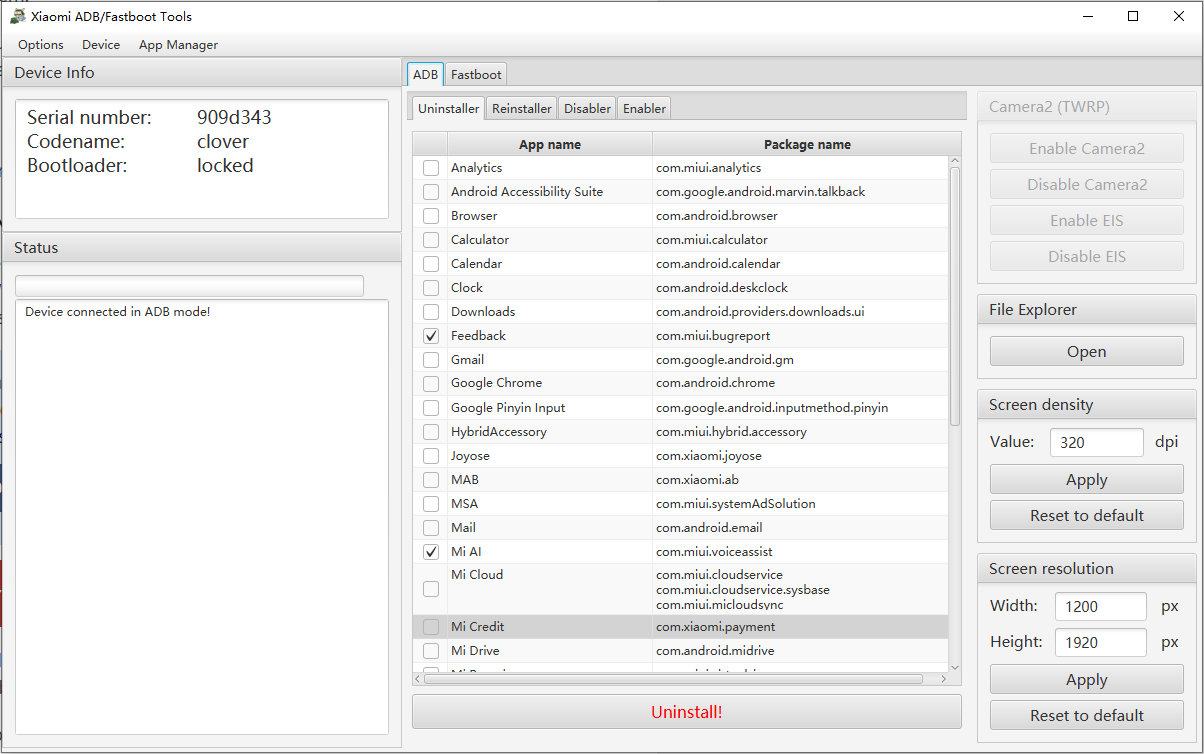 Xiaomi ADB/Fastboot Tools
Options Device App Manager
Device Info
Serial number: 909d343
Codename: clover
Bootloader: locked
Status
Device connected in ADB mode!
ADB Fastboot
Uninstaller Reinstaller Disabler Enabler
App name Package name
Analytics com.miui.analytics
Android Accessibility Suite com.google.android.marvin.talkback
Browser com.android.browser
Calculator com.miui.calculator
Calendar com.android.calendar
Clock com.android.deskclock
Downloads com.android.providers.downloads.ui
Feedback com.miui.bugreport
Gmail com.google.android.gm
Google Chrome com.android.chrome
Google Pinyin Input com.google.android.inputmethod.pinyin
HybridAccessory com.miui.hybrid.accessory
Joyose com.xiaomi.joyose
MAB com.xiaomi.ab
MSA com.miui.systemAdSolution
Mail com.android.email
Mi AI com.miui.voiceassist
Mi Cloud com.miui.cloudservice
com.miui.cloudservice.sysbase
com.miui.micloudsync
Mi Credit com.xiaomi.payment
Mi Drive com.android.midrive
Uninstall!
Camera2 (TWRP)
Enable Camera2
Disable Camera2
Enable EIS
Disable EIS
File Explorer
Open
Screen density
Value: 320 dpi
Apply
Reset to default
Screen resolution
Width: 1200 px
Height: 1920 px
Apply
Reset to default